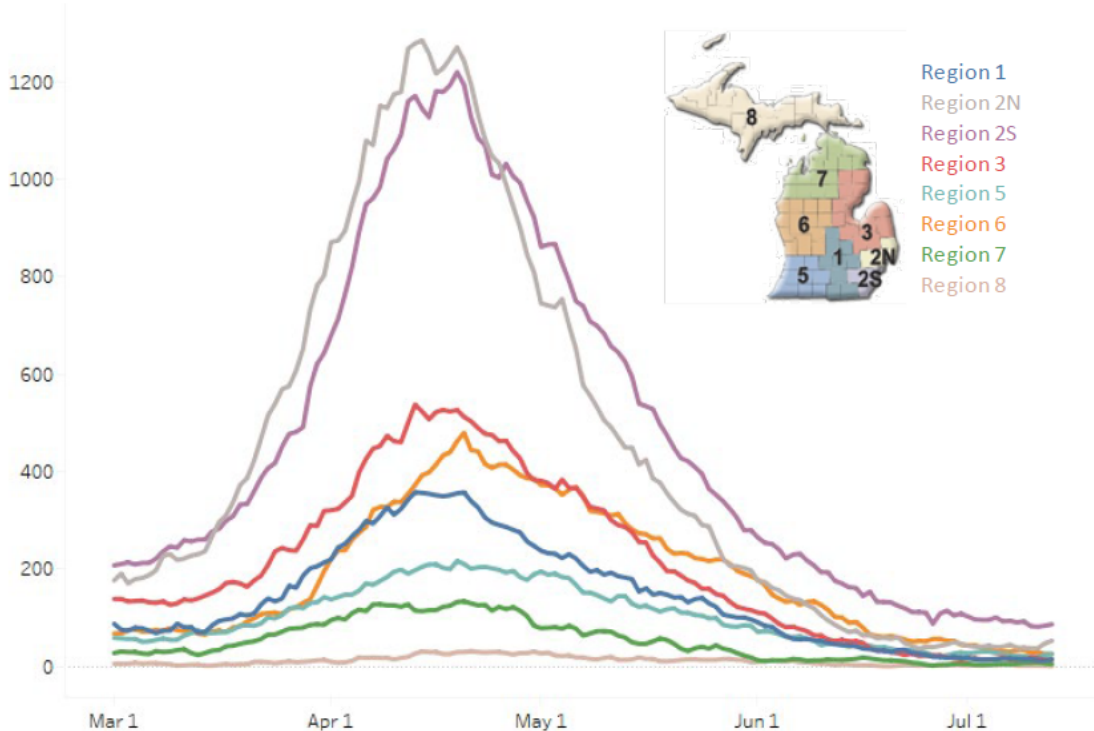 1200
1000
800
600
400
200
0
Mar 1 Apr 1 May 1 Jun 1 Jul 1
8
7
6
3
1
2N
5
2S
Region 1
Region 2N
Region 2S
Region 3
Region 5
Region 6
Region 7
Region 8